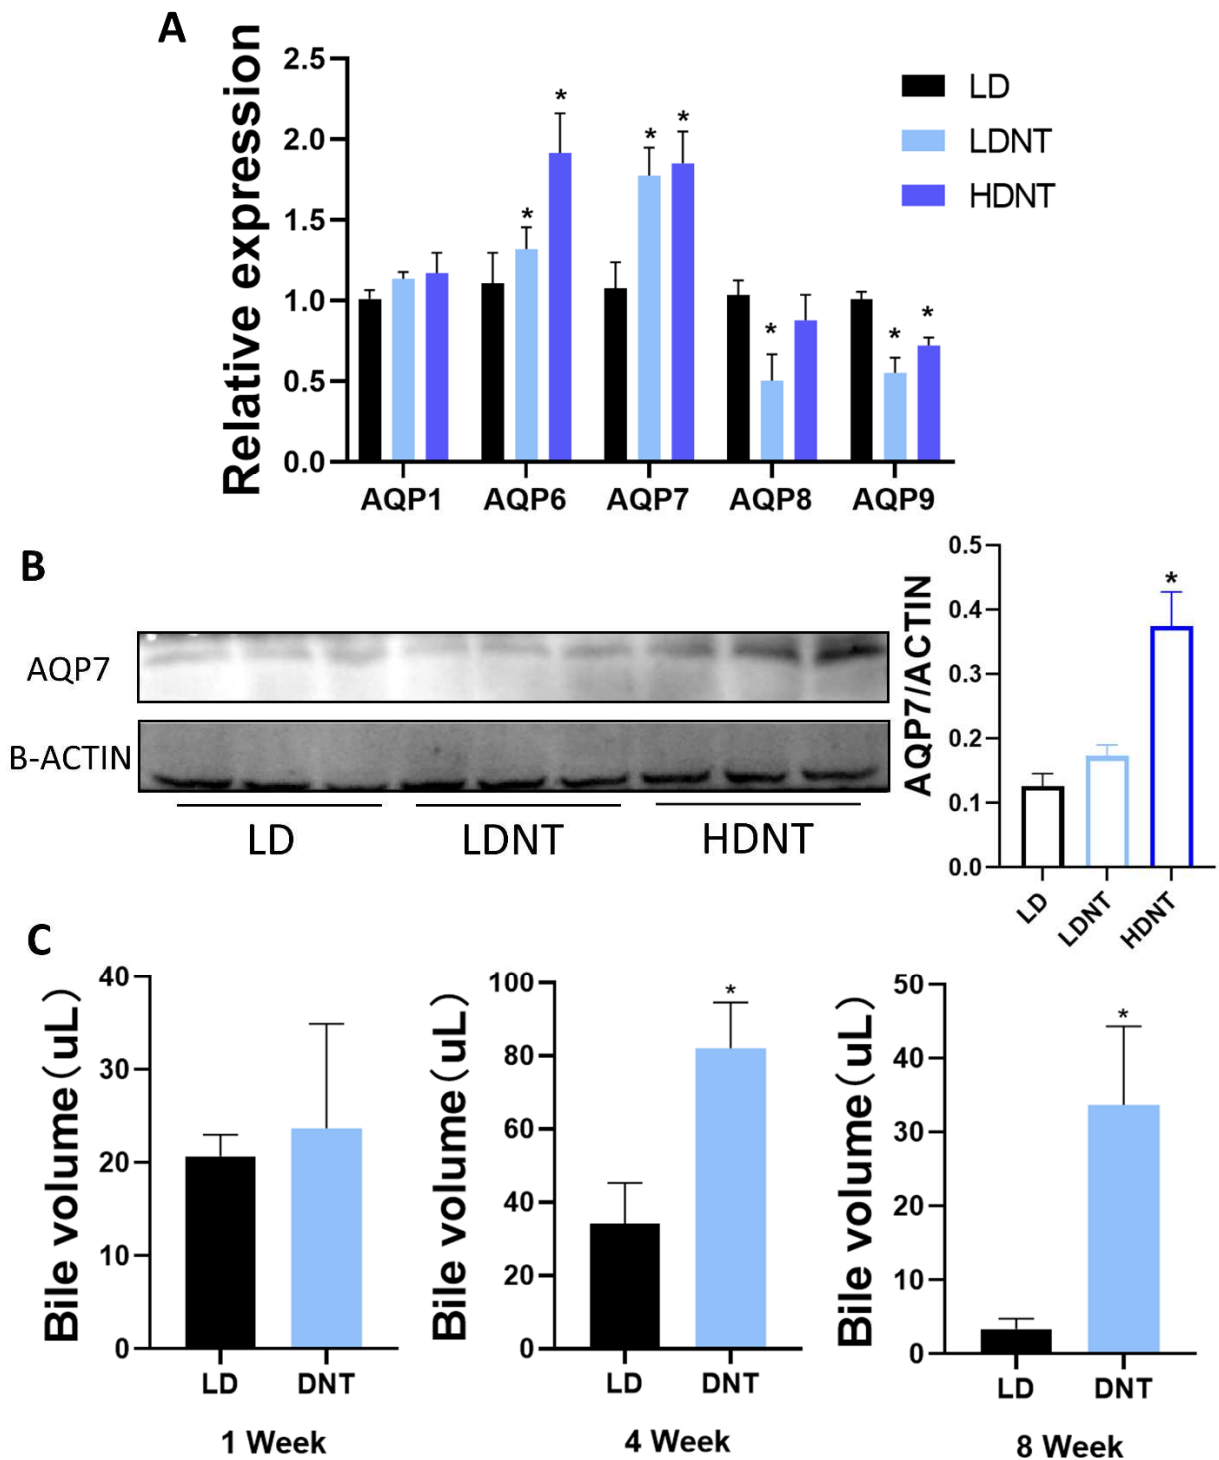 A
Relative expression
2.5
2.0
1.5
1.0
0.5
0.0
* * * * * * *
AQP1 AQP6 AQP7 AQP8 AQP9
LD
LDNT
HDNT
B
AQP7
B-ACTIN
LD LDNT HDNT
AQP7/ACTIN
0.5
0.4
0.3
0.2
0.1
0.0
*
LD LDNT HDNT
C
Bile volume(uL)
40
30
20
10
0
LD DNT
1 Week
Bile volume(uL)
100
80
60
40
20
0
*
LD DNT
4 Week
Bile volume(uL)
50
40
30
20
10
0
*
LD DNT
8 Week